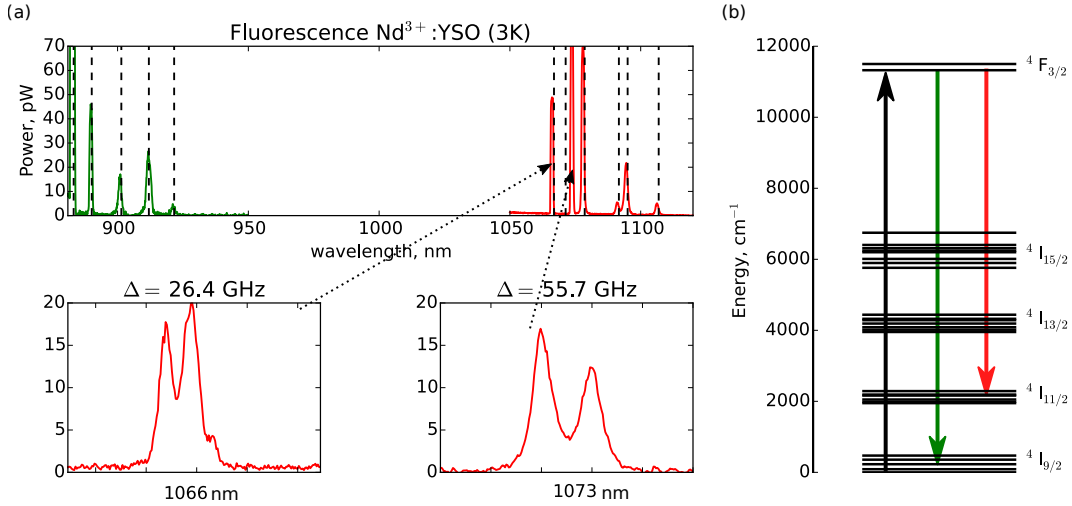 (a)
Fluorescence Nd³⁺:YSO (3K)
70
60
50
40
30
20
10
0
Power, pW
900
950
1000
1050
1100
wavelength, nm
Δ = 26.4 GHz
20
15
10
5
0
1066 nm
Δ = 55.7 GHz
20
15
10
5
0
1073 nm
(b)
12000
10000
8000
6000
4000
2000
0
Energy, cm⁻¹
⁴F₃/₂
⁴I₁₅/₂
⁴I₁₃/₂
⁴I₁₁/₂
⁴I₉/₂